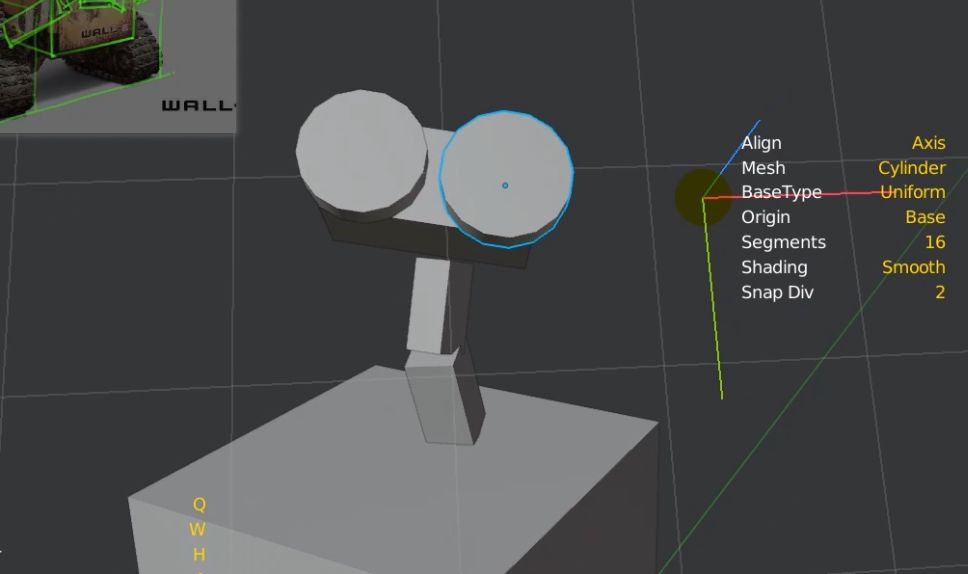 WALL
WALL
Align Axis
Mesh Cylinder
BaseType Uniform
Origin Base
Segments 16
Shading Smooth
Snap Div 2
Q
W
H